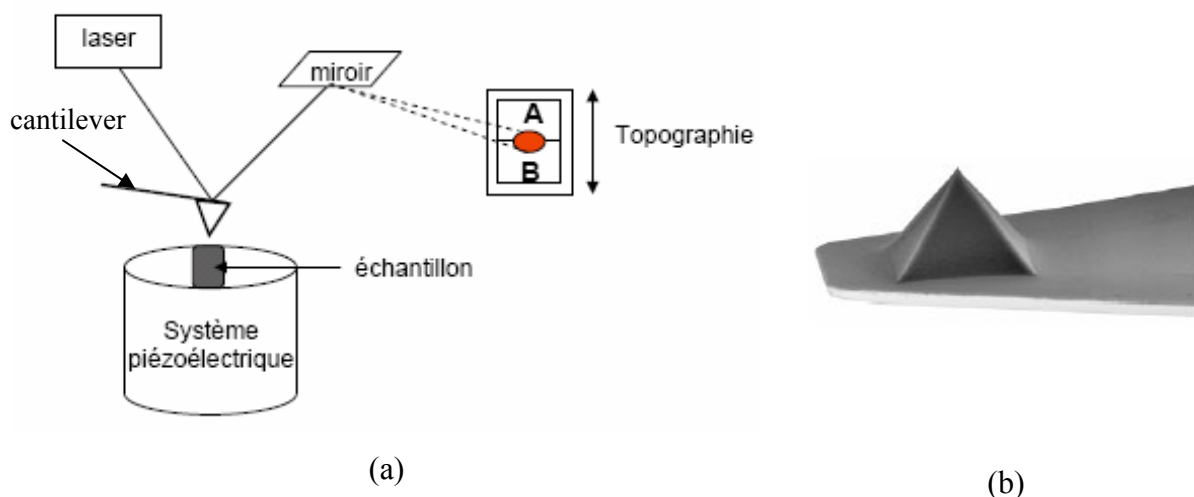 laser
miroir
cantilever
A
B
Topographie
échantillon
Système
piézoélectrique
(a)
(b)